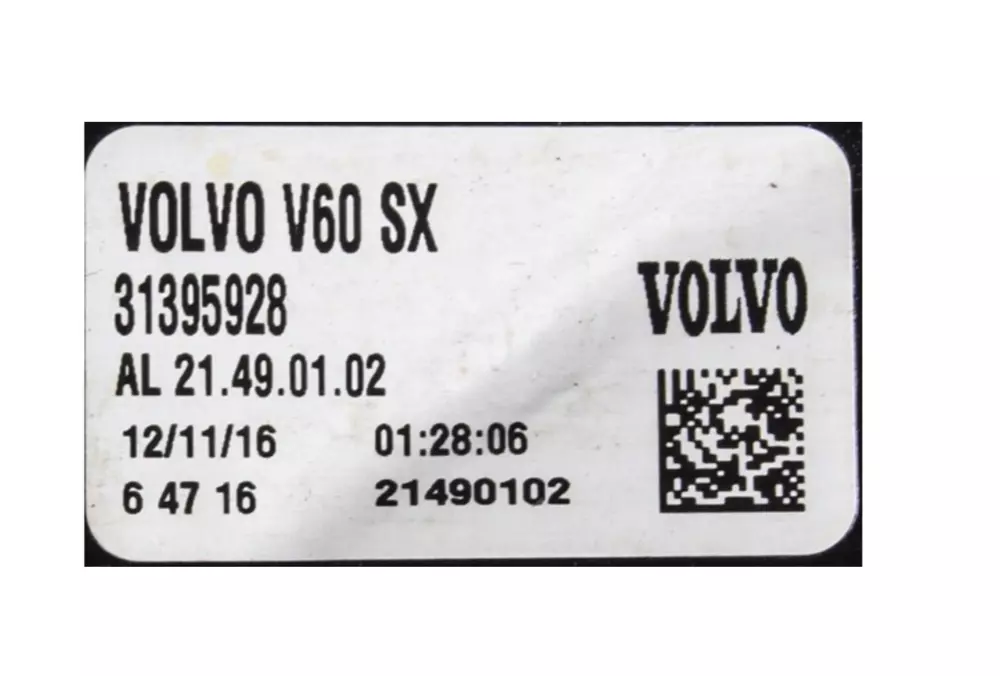 VOLVO V60 SX
31395928
VOLVO
AL 21.49.01.02
12/11/16 01:28:06
6 47 16 21490102